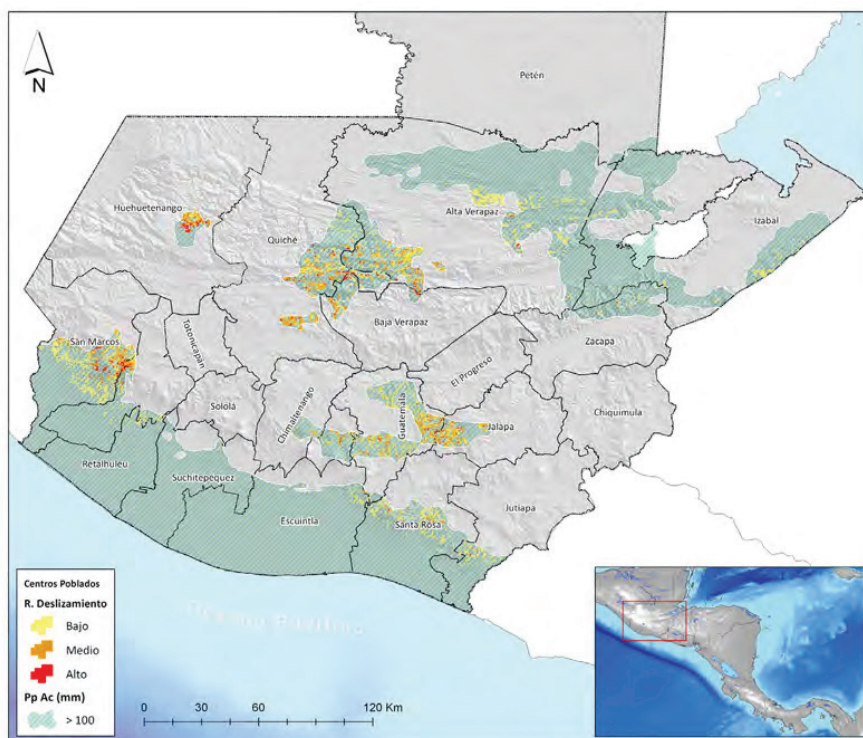 N
Petén
Huehuetenango
Quiché
Alta Verapaz
Izabal
San Marcos
Totonicapán
Baja Verapaz
El Progreso
Zacapa
Sololá
Chimaltenango
Guatemala
Jalapa
Chiquimula
Retalhuleu
Suchitepequez
Escuintla
Santa Rosa
Jutiapa
Centros Poblados
R. Deslizamiento
Bajo
Medio
Alto
Pp Ac (mm)
> 100
0 30 60 120 Km